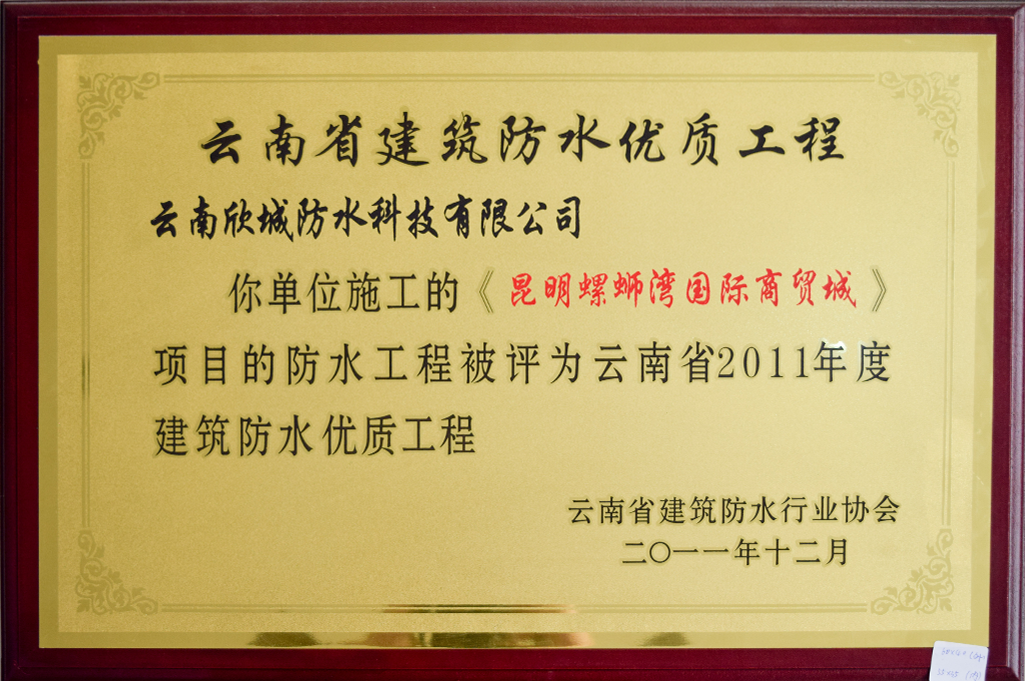 云南省建筑防水优质工程
云南欣城防水科技有限公司
你单位施工的《昆明螺蛳湾国际商贸城》
项目的防水工程被评为云南省2011年度
建筑防水优质工程
云南省建筑防水行业协会
二〇一一年十二月